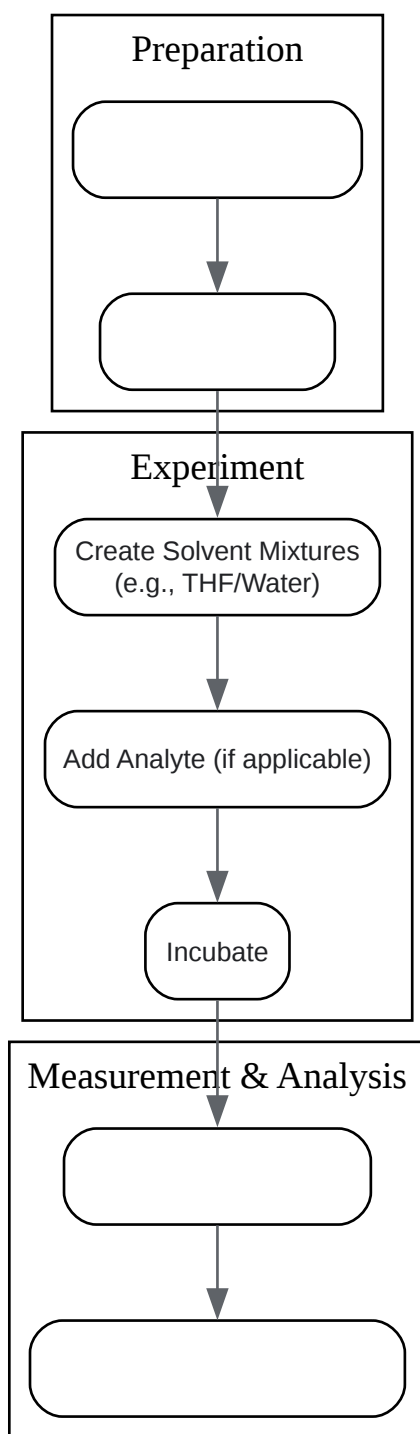 Preparation
Experiment
Create Solvent Mixtures
(e.g., THF/Water)
Add Analyte (if applicable)
Incubate
Measurement & Analysis